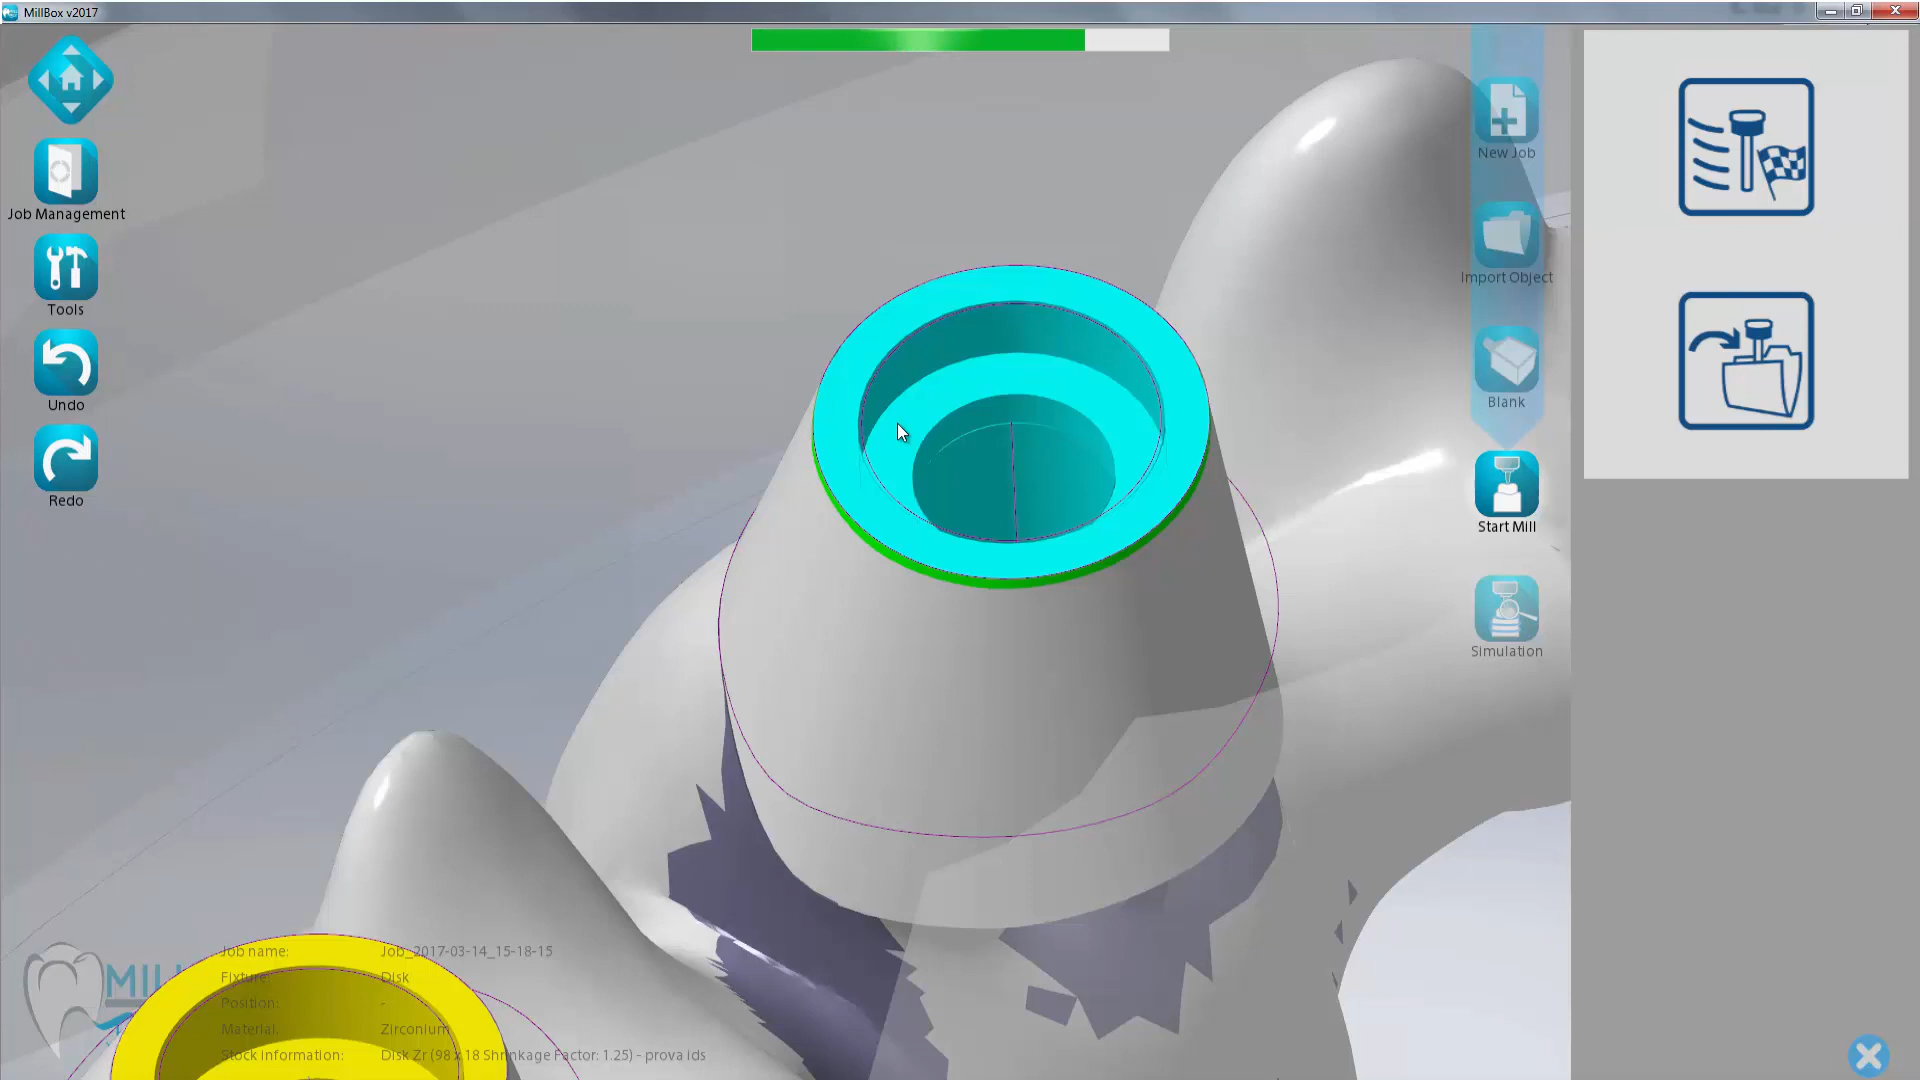 MillBox v2017
Job Management
Tools
Undo
Redo
New Job
Import Object
Blank
Start Mill
Simulation
MILL
Job name: Job_2017-03-14_15-18-15
Fixture: Disk
Position: -
Material: Zirconium
Stock information: Disk Zr (98 x 18 Shrinkage Factor: 1.25) - prova ids